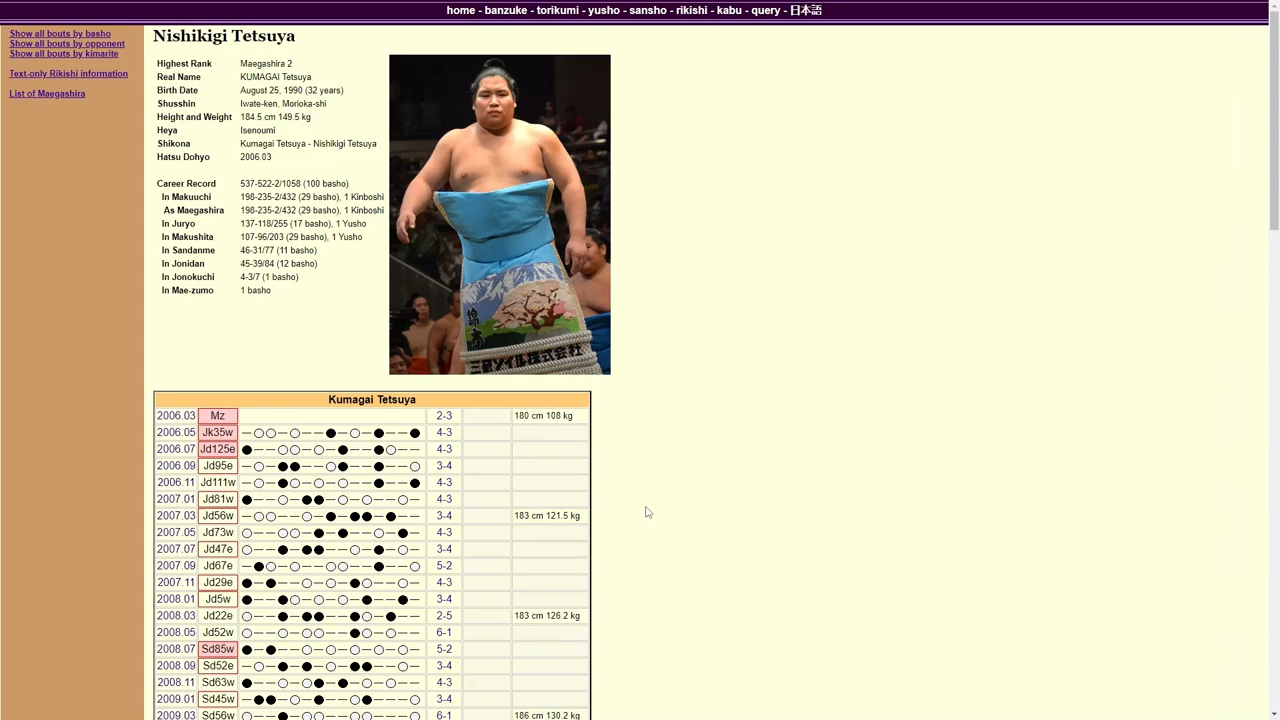 home - banzuke - torikumi - yusho - sansho - rikishi - kabu - query - 日本語
Show all bouts by basho
Show all bouts by opponent
Show all bouts by kimarite
Text-only Rikishi information
List of Maegashira
Nishikigi Tetsuya
Highest Rank Maegashira 2
Real Name KUMAGAI Tetsuya
Birth Date August 25, 1990 (32 years)
Shusshin Iwate-ken, Morioka-shi
Height and Weight 184.5 cm 149.5 kg
Heya Isenoumi
Shikona Kumagai Tetsuya - Nishikigi Tetsuya
Hatsu Dohyo 2006.03
Career Record 537-522-2/1058 (100 basho)
In Makuuchi 198-235-2/432 (29 basho), 1 Kinboshi
As Maegashira 198-235-2/432 (29 basho), 1 Kinboshi
In Juryo 137-118/255 (17 basho), 1 Yusho
In Makushita 107-96/203 (29 basho), 1 Yusho
In Sandanme 46-31/77 (11 basho)
In Jonidan 45-39/84 (12 basho)
In Jonokuchi 4-3/7 (1 basho)
In Mae-zumo 1 basho
Kumagai Tetsuya
2006.03 Mz 2-3 180 cm 108 kg
2006.05 Jk35w 4-3
2006.07 Jd125e 4-3
2006.09 Jd95e 3-4
2006.11 Jd111w 4-3
2007.01 Jd81w 4-3
2007.03 Jd56w 3-4 183 cm 121.5 kg
2007.05 Jd73w 4-3
2007.07 Jd47e 3-4
2007.09 Jd67e 5-2
2007.11 Jd29e 4-3
2008.01 Jd5w 3-4
2008.03 Jd22e 2-5 183 cm 126.2 kg
2008.05 Jd52w 6-1
2008.07 Sd85w 5-2
2008.09 Sd52e 3-4
2008.11 Sd63w 4-3
2009.01 Sd45w 3-4
2009.03 Sd56w 6-1 186 cm 130.2 kg